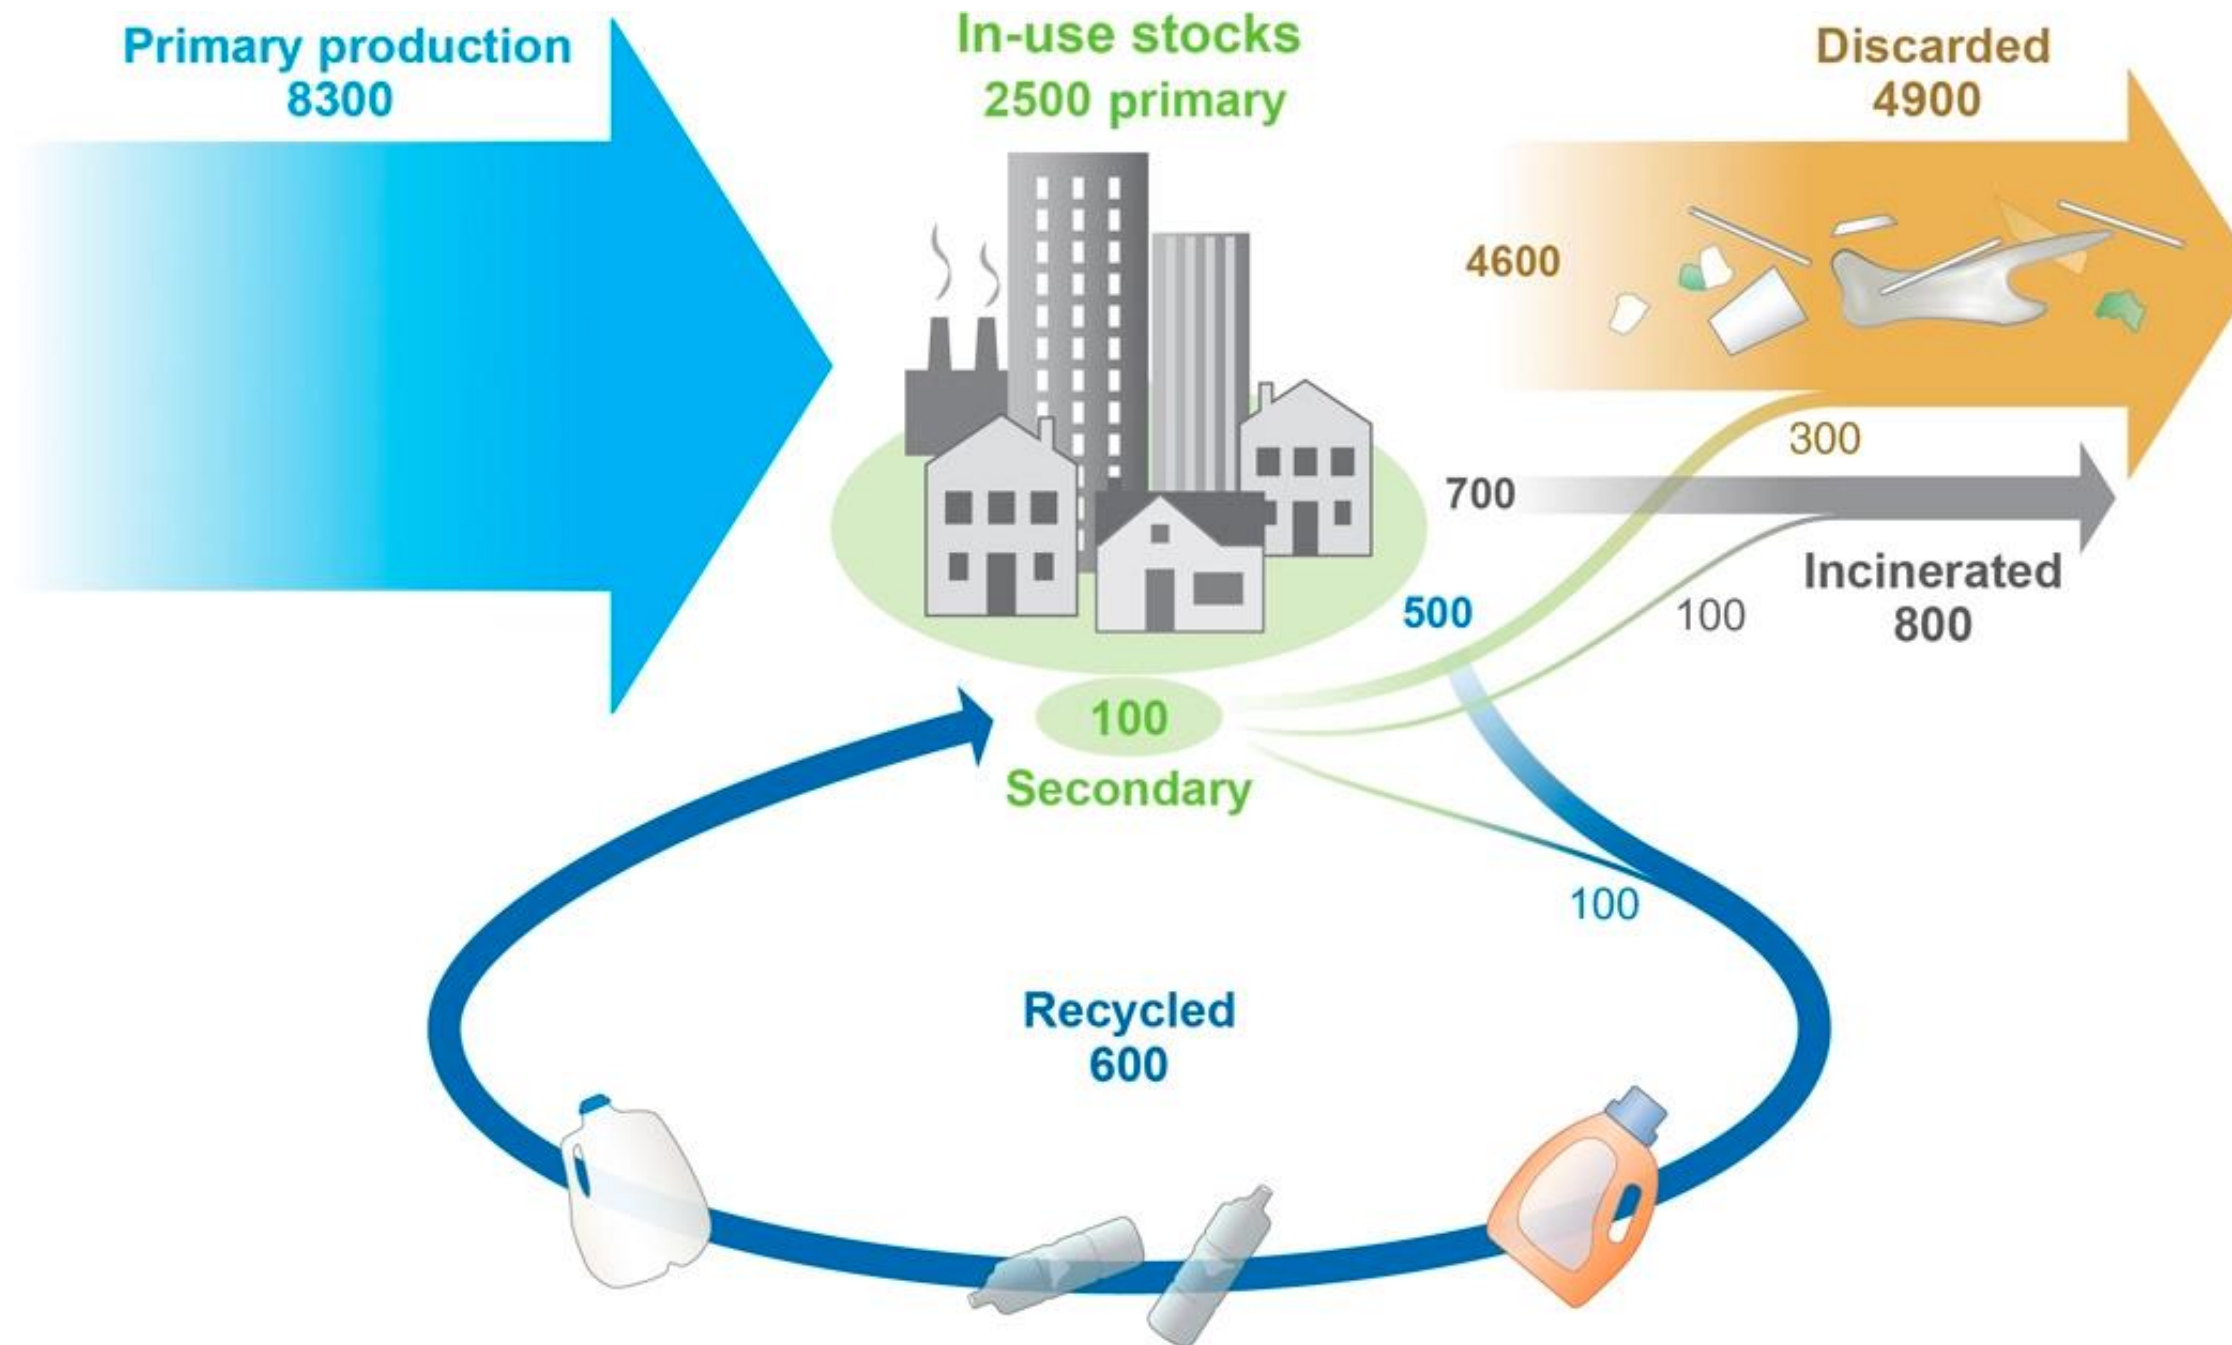 Primary production
8300
In-use stocks
2500 primary
Discarded
4900
4600
300
700
Incinerated
800
500
100
100
Secondary
100
Recycled
600